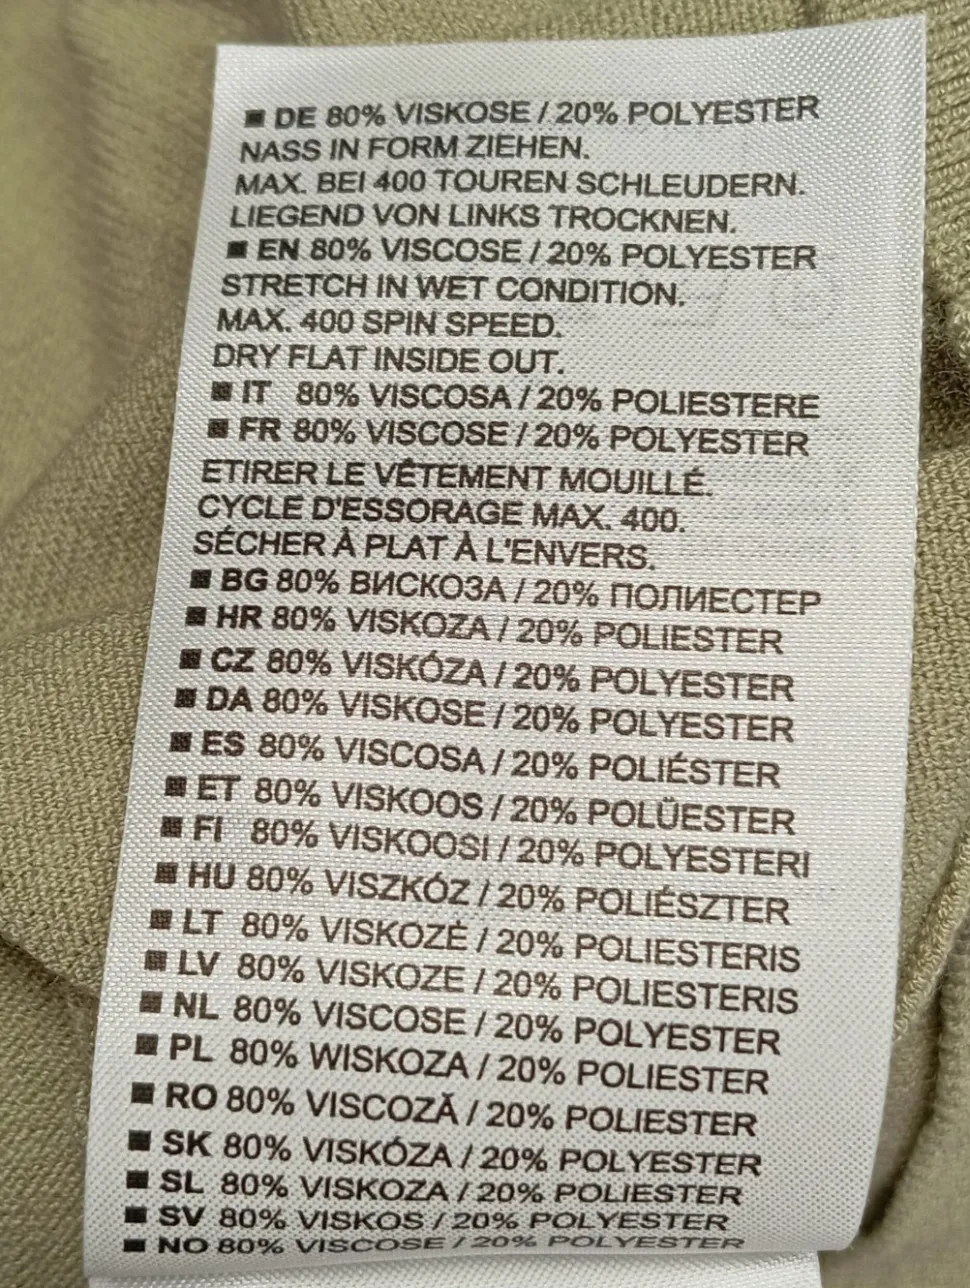 ■ DE 80% VISKOSE / 20% POLYESTER
NASS IN FORM ZIEHEN.
MAX. BEI 400 TOUREN SCHLEUDERN.
LIEGEND VON LINKS TROCKNEN.
■ EN 80% VISCOSE / 20% POLYESTER
STRETCH IN WET CONDITION.
MAX. 400 SPIN SPEED.
DRY FLAT INSIDE OUT.
■ IT 80% VISCOSA / 20% POLIESTERE
■ FR 80% VISCOSE / 20% POLYESTER
ETIRER LE VÊTEMENT MOUILLÉ.
CYCLE D'ESSORAGE MAX. 400.
SÉCHER À PLAT À L'ENVERS.
■ BG 80% ВИСКОЗА / 20% ПОЛИЕСТЕР
■ HR 80% VISKOZA / 20% POLIESTER
■ CZ 80% VISKÓZA / 20% POLYESTER
■ DA 80% VISKOSE / 20% POLYESTER
■ ES 80% VISCOSA / 20% POLIÉSTER
■ ET 80% VISKOOS / 20% POLÜESTER
■ FI 80% VISKOOSI / 20% POLYESTERI
■ HU 80% VISZKÓZ / 20% POLIÉSZTER
■ LT 80% VISKOZĖ / 20% POLIESTERIS
■ LV 80% VISKOZE / 20% POLIESTERIS
■ NL 80% VISCOSE / 20% POLYESTER
■ PL 80% WISKOZA / 20% POLIESTER
■ RO 80% VISCOZĂ / 20% POLIESTER
■ SK 80% VISKÓZA / 20% POLYESTER
■ SL 80% VISKOZA / 20% POLIESTER
■ SV 80% VISKOS / 20% POLYESTER
■ NO 80% VISCOSE / 20% POLYESTER